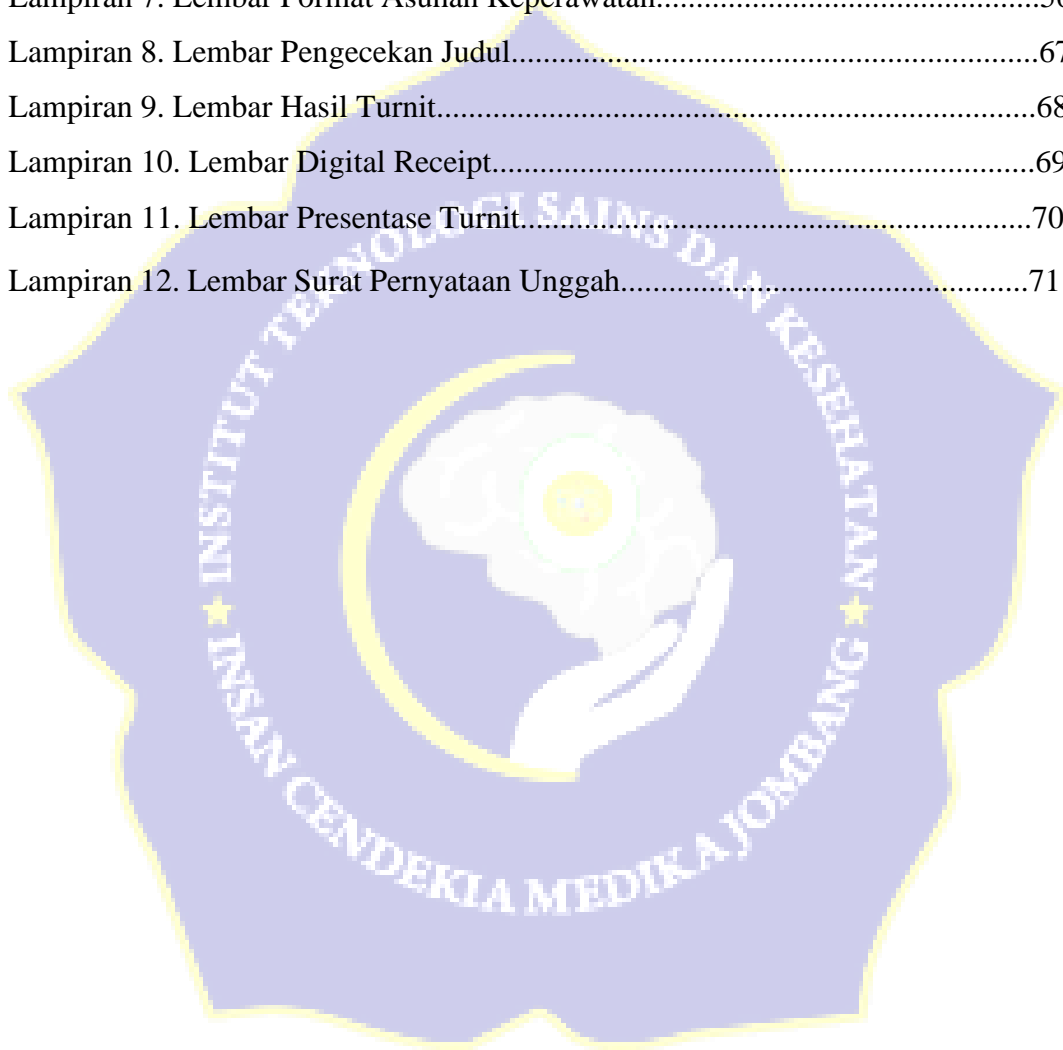 Lampiran 7. Lembar Format Asuhan Keperawatan......................................................
Lampiran 8. Lembar Pengecekan Judul.................................................................67
Lampiran 9. Lembar Hasil Turnit...........................................................................68
Lampiran 10. Lembar Digital Receipt....................................................................69
Lampiran 11. Lembar Presentase Turnit................................................................70
Lampiran 12. Lembar Surat Pernyataan Unggah...................................................71
INSTITUT TEKNOLOGI SAINS DAN KESEHATAN
INSAN CENDEKIA MEDIKA JOMBANG